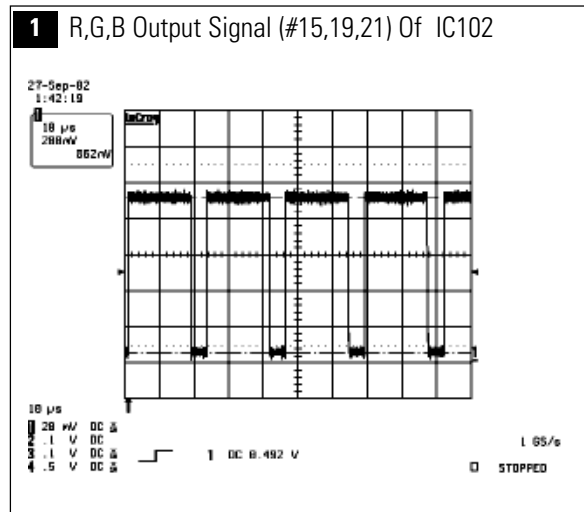 1 R,G,B Output Signal (#15,19,21) Of IC102
27-Sep-02
1:42:19
1
10 µs
200mV
862mV
LeCroy
1
10 µs
1 20 mV DC
2 .1 V DC
3 .1 V DC
4 .5 V DC
1 DC 0.492 V
1 GS/s
STOPPED